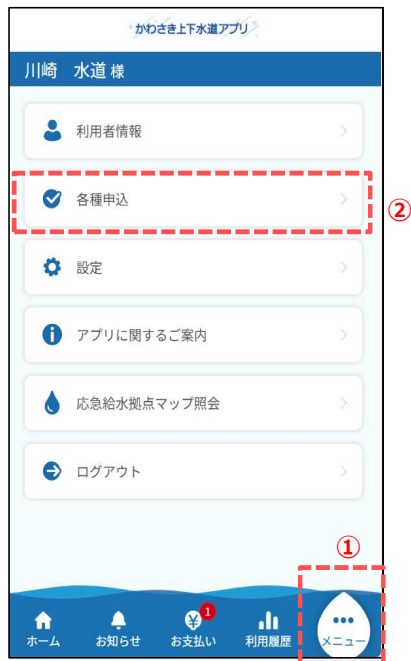 かわさき上下水道アプリ
川崎　水道 様
利用者情報
各種申込
②
設定
アプリに関するご案内
応急給水拠点マップ照会
ログアウト
①
1
ホーム お知らせ お支払い 利用履歴 メニュー